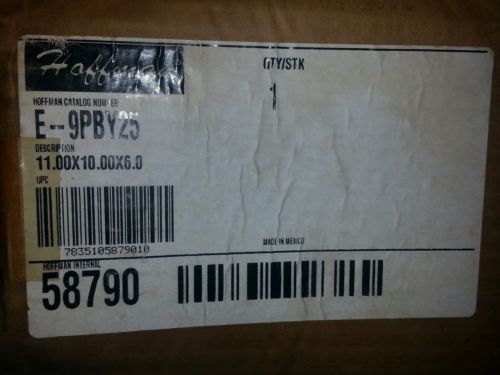 Hoffman
QTY/STK
1
HOFFMAN CATALOG NUMBER
E--9PBY25
DESCRIPTION
11.00X10.00X6.0
UPC
7835105879010
MADE IN MEXICO
HOFFMAN INTERNAL
58790